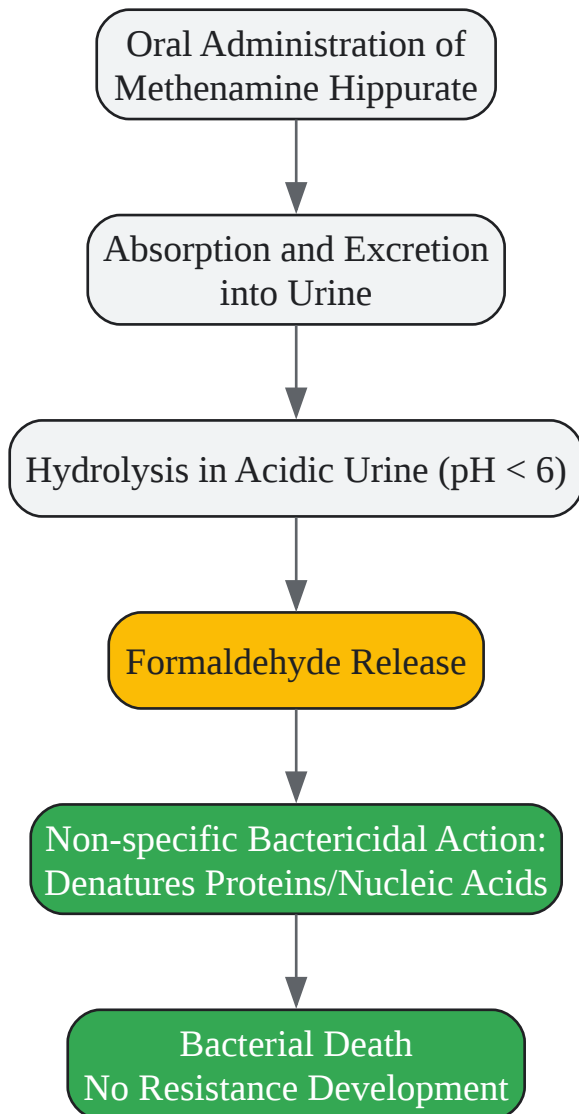 Oral Administration of
Methenamine Hippurate
Absorption and Excretion
into Urine
Hydrolysis in Acidic Urine (pH < 6)
Formaldehyde Release
Non-specific Bactericidal Action:
Denatures Proteins/Nucleic Acids
Bacterial Death
No Resistance Development